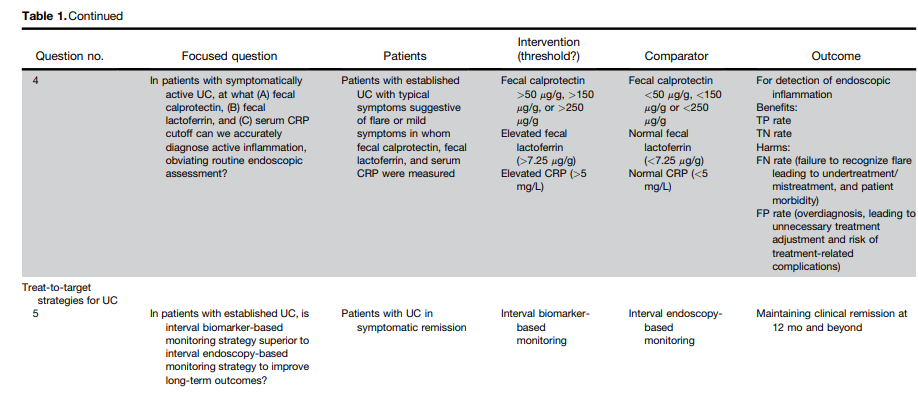 Table 1. Continued
Question no.
Focused question
Patients
Intervention
(threshold?)
Comparator
Outcome
4
In patients with symptomatically
active UC, at what (A) fecal
calprotectin, (B) fecal
lactoferrin, and (C) serum CRP
cutoff can we accurately
diagnose active inflammation,
obviating routine endoscopic
assessment?
Patients with established
UC with typical
symptoms suggestive
of flare or mild
symptoms in whom
fecal calprotectin, fecal
lactoferrin, and serum
CRP were measured
Fecal calprotectin
>50 μg/g, >150
μg/g, or >250
μg/g
Elevated fecal
lactoferrin
(>7.25 μg/g)
Elevated CRP (>5
mg/L)
Fecal calprotectin
<50 μg/g, <150
μg/g or <250
μg/g
Normal fecal
lactoferrin
(<7.25 μg/g)
Normal CRP (<5
mg/L)
For detection of endoscopic
inflammation
Benefits:
TP rate
TN rate
Harms:
FN rate (failure to recognize flare
leading to undertreatment/
mistreatment, and patient
morbidity)
FP rate (overdiagnosis, leading to
unnecessary treatment
adjustment and risk of
treatment-related
complications)
Treat-to-target
strategies for UC
5
In patients with established UC, is
interval biomarker-based
monitoring strategy superior to
interval endoscopy-based
monitoring strategy to improve
long-term outcomes?
Patients with UC in
symptomatic remission
Interval biomarker-
based
monitoring
Interval endoscopy-
based
monitoring
Maintaining clinical remission at
12 mo and beyond